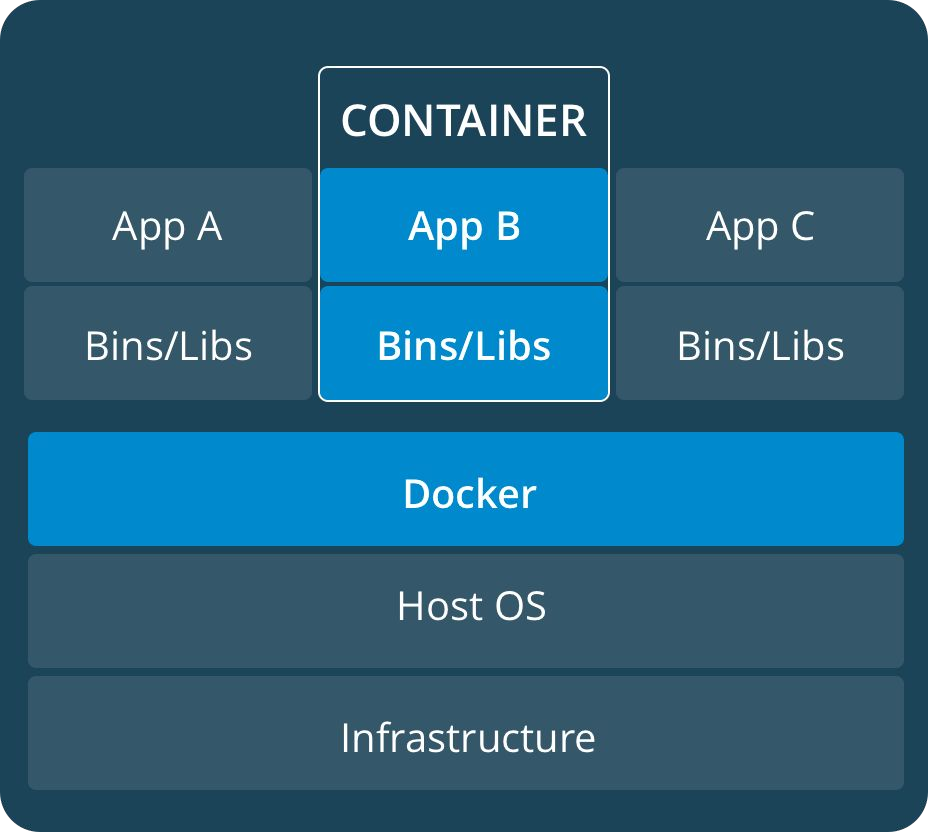 CONTAINER
App A
App B
App C
Bins/Libs
Bins/Libs
Bins/Libs
Docker
Host OS
Infrastructure